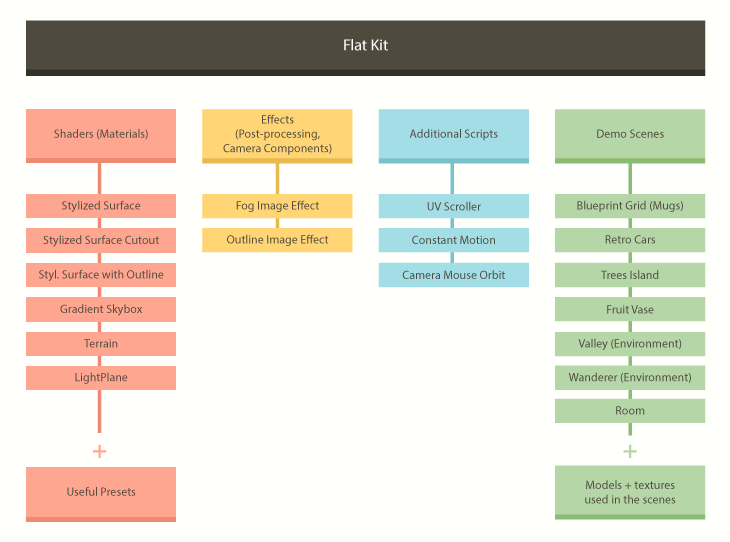 Flat Kit
Shaders (Materials)
Stylized Surface
Stylized Surface Cutout
Styl. Surface with Outline
Gradient Skybox
Terrain
LightPlane
+
Useful Presets
Effects
(Post-processing,
Camera Components)
Fog Image Effect
Outline Image Effect
Additional Scripts
UV Scroller
Constant Motion
Camera Mouse Orbit
Demo Scenes
Blueprint Grid (Mugs)
Retro Cars
Trees Island
Fruit Vase
Valley (Environment)
Wanderer (Environment)
Room
+
Models + textures
used in the scenes